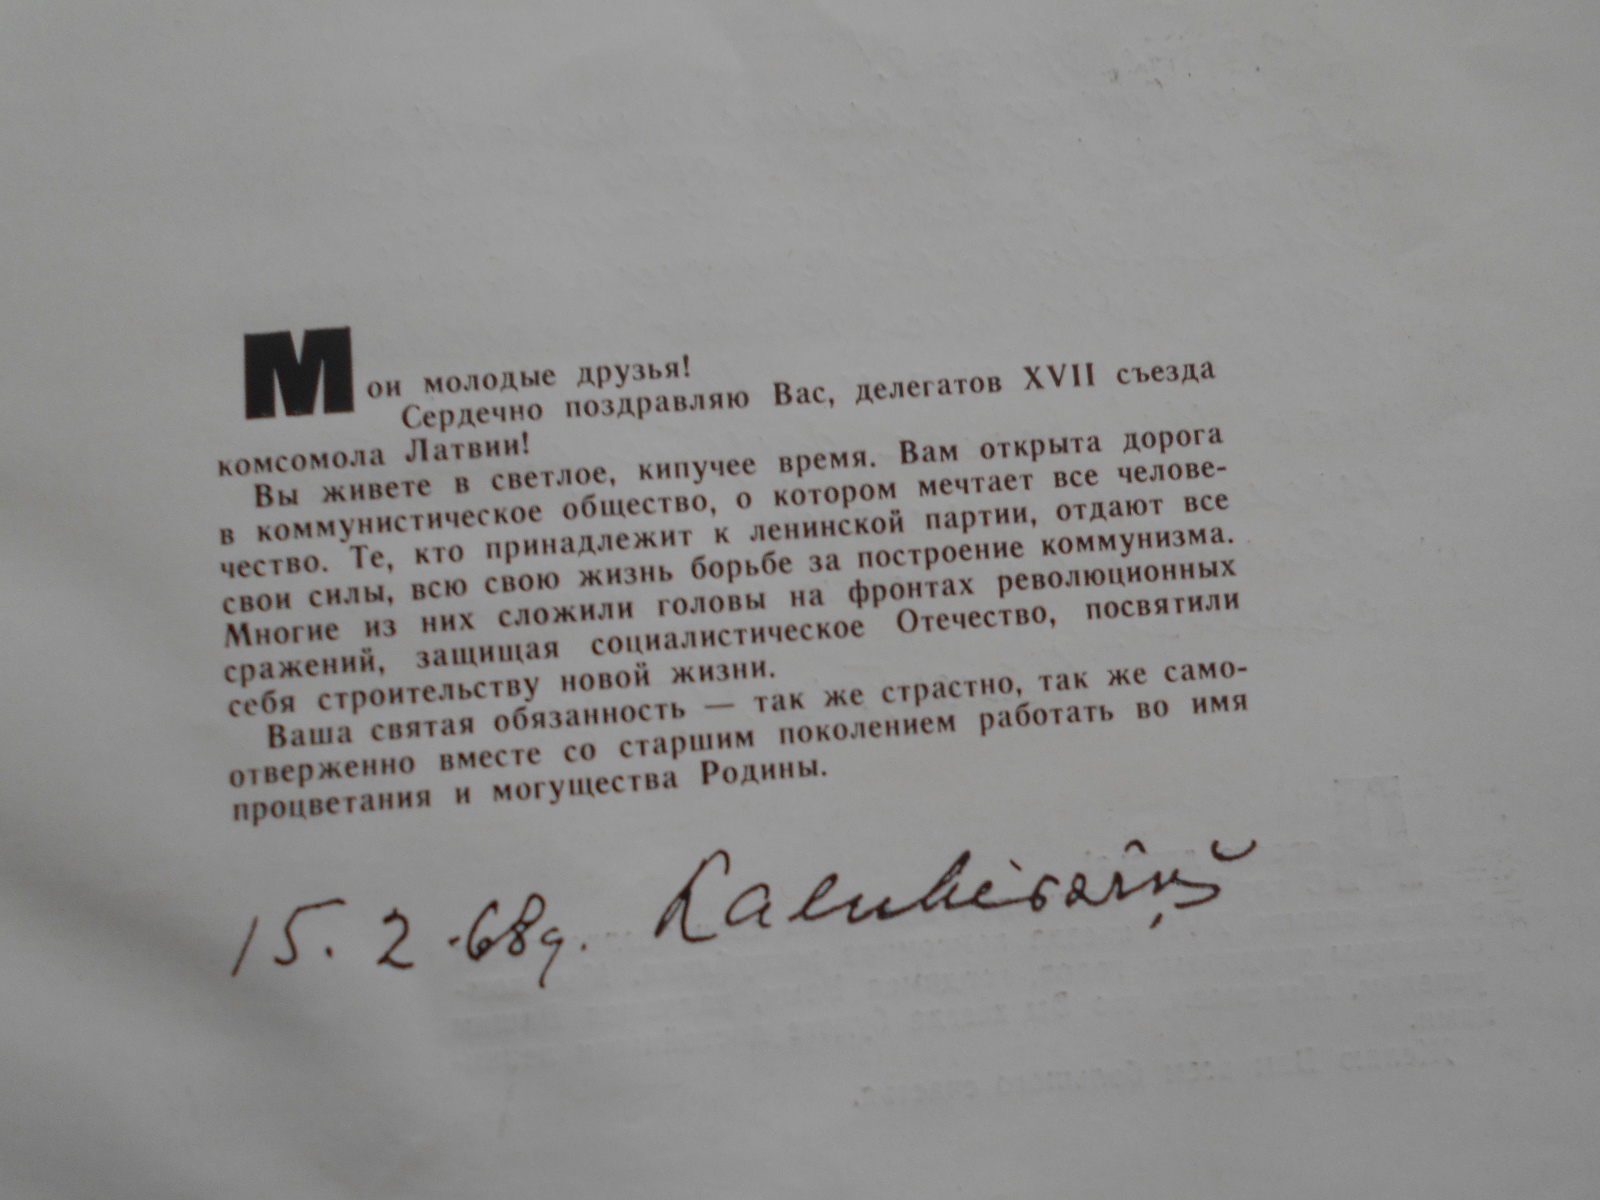 Мои молодые друзья!
Сердечно поздравляю Вас, делегатов XVII съезда
комсомола Латвии!
Вы живете в светлое, кипучее время. Вам открыта дорога
в коммунистическое общество, о котором мечтает все челове-
чество. Те, кто принадлежит к ленинской партии, отдают все
свои силы, всю свою жизнь борьбе за построение коммунизма.
Многие из них сложили головы на фронтах революционных
сражений, защищая социалистическое Отечество, посвятили
себя строительству новой жизни.
Ваша святая обязанность — так же страстно, так же само-
отверженно вместе со старшим поколением работать во имя
процветания и могущества Родины.
15. 2 .68g.